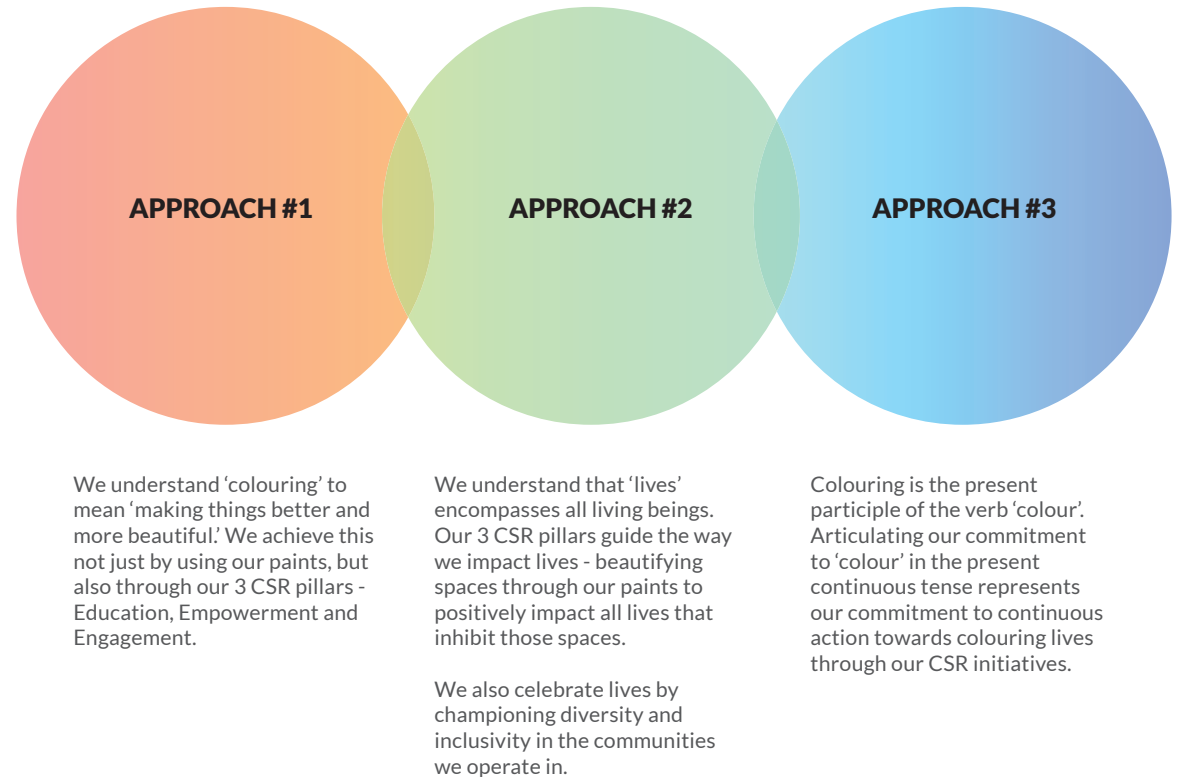 APPROACH #1
APPROACH #2
APPROACH #3
We understand ‘colouring’ to
mean ‘making things better and
more beautiful.’ We achieve this
not just by using our paints, but
also through our 3 CSR pillars -
Education, Empowerment and
Engagement.
We understand that ‘lives’
encompasses all living beings.
Our 3 CSR pillars guide the way
we impact lives - beautifying
spaces through our paints to
positively impact all lives that
inhibit those spaces.
We also celebrate lives by
championing diversity and
inclusivity in the communities
we operate in.
Colouring is the present
participle of the verb ‘colour’.
Articulating our commitment
to ‘colour’ in the present
continuous tense represents
our commitment to continuous
action towards colouring lives
through our CSR initiatives.